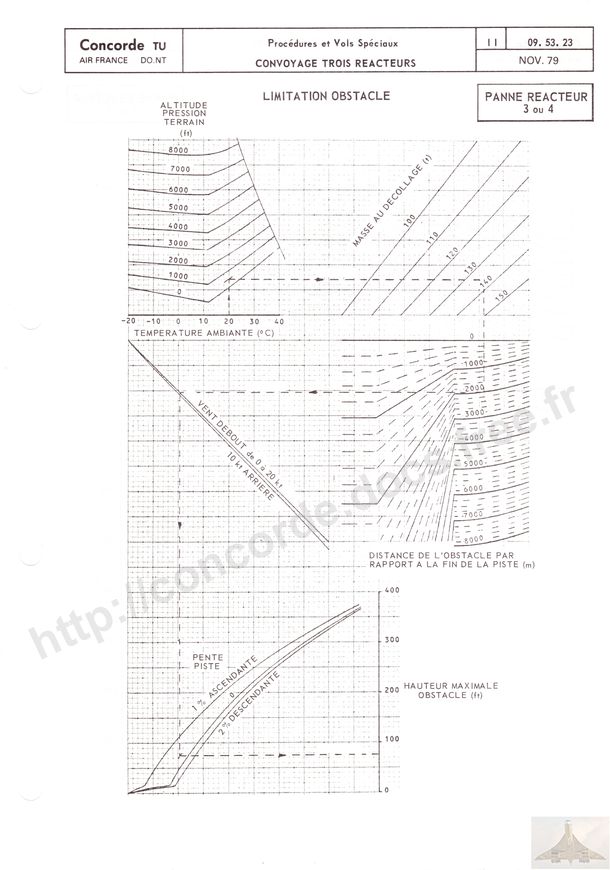 Concorde TU
AIR FRANCE DO.NT
Procédures et Vols Spéciaux
CONVOYAGE TROIS REACTEURS
11
09.53.23
NOV. 79
LIMITATION OBSTACLE
PANNE REACTEUR
3 ou 4
ALTITUDE
PRESSION
TERRAIN
(ft)
8000
7000
6000
5000
4000
3000
2000
1000
0
-20 -10 0 10 20 30 40
TEMPERATURE AMBIANTE (°C)
MASSE AU DECOLLAGE (t)
100
110
120
130
140
150
0
1000
2000
3000
4000
5000
6000
7000
8000
DISTANCE DE L'OBSTACLE PAR
RAPPORT A LA FIN DE LA PISTE (m)
VENT DEBOUT de 0 à 20 kt
10 kt ARRIERE
PENTE
PISTE
1 % ASCENDANTE
0
2% DESCENDANTE
400
300
200
100
0
HAUTEUR MAXIMALE
OBSTACLE (ft)
http://concorde.docs.free.fr